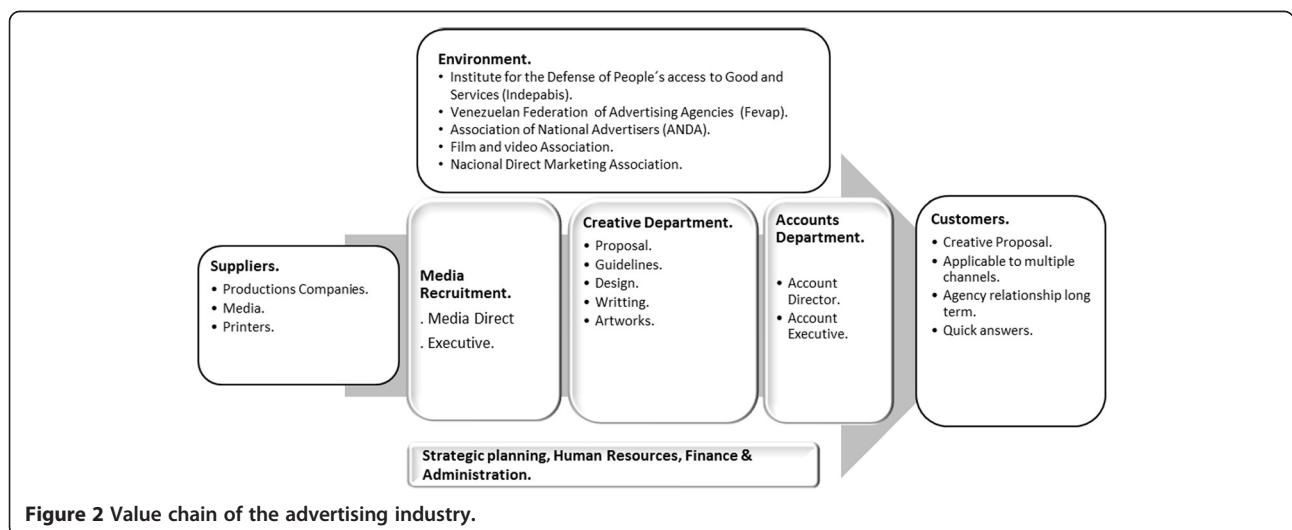 Environment.
• Institute for the Defense of People´s access to Good and
Services (Indepabis).
• Venezuelan Federation of Advertising Agencies (Fevap).
• Association of National Advertisers (ANDA).
• Film and video Association.
• Nacional Direct Marketing Association.
Suppliers.
• Productions Companies.
• Media.
• Printers.
Media
Recruitment.
. Media Direct
. Executive.
Creative Department.
• Proposal.
• Guidelines.
• Design.
• Writting.
• Artworks.
Accounts
Department.
• Account
Director.
• Account
Executive.
Customers.
• Creative Proposal.
• Applicable to multiple
channels.
• Agency relationship long
term.
• Quick answers.
Strategic planning, Human Resources, Finance &
Administration.
Figure 2 Value chain of the advertising industry.